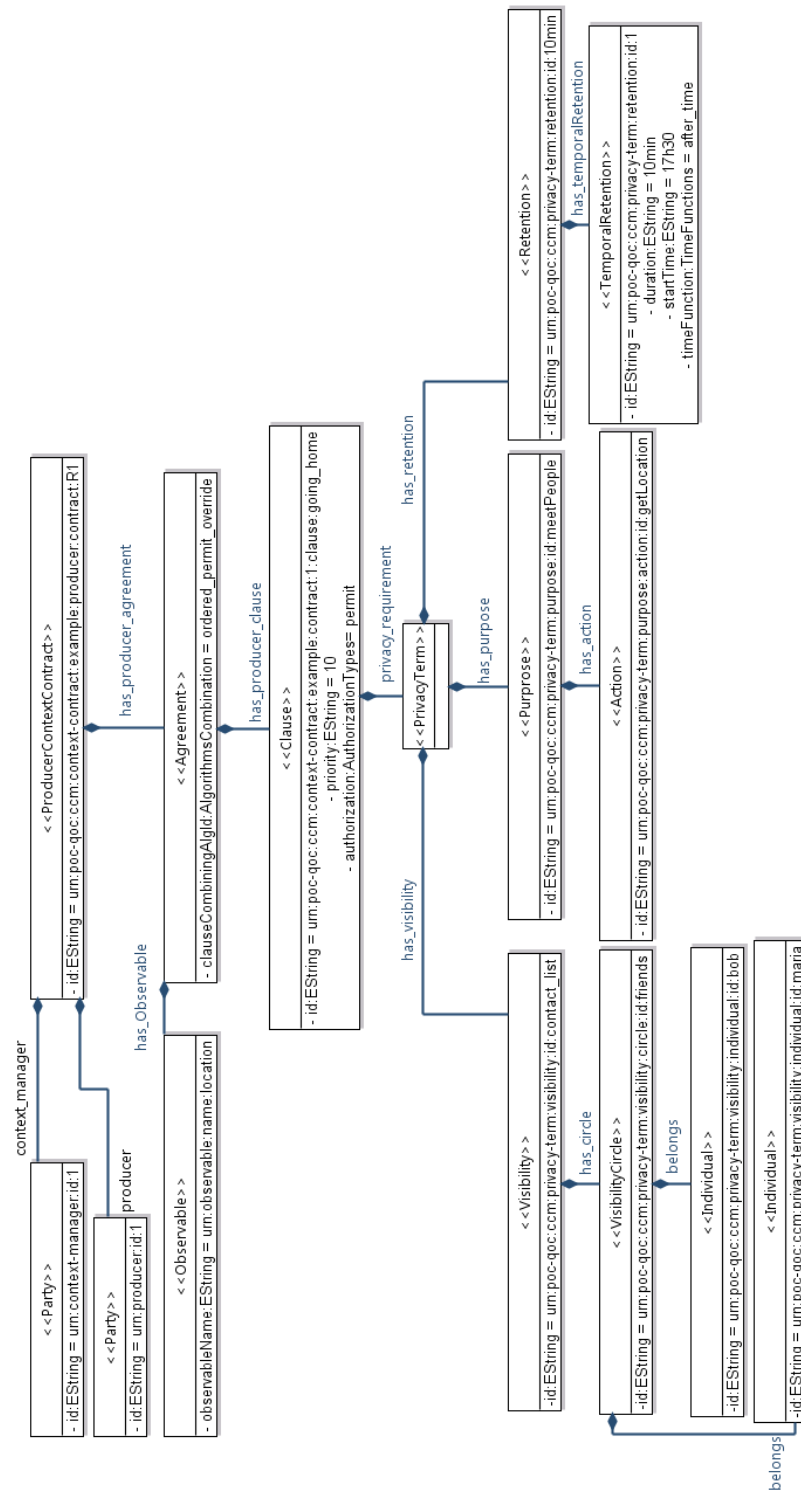 <<Party>>
- id:EString = urn:context-manager:id:1
context_manager
<<ProducerContextContract>>
- id:EString = urn:poc-qoc:ccm:context-contract:example:producer:contract:R1
<<Party>>
- id:EString = urn:producer:id:1
producer
has_producer_agreement
<<Observable>>
- observableName:EString = urn:observable:name:location
has_Observable
<<Agreement>>
- clauseCombiningAlgId:AlgorithmsCombination = ordered_permit_override
has_producer_clause
<<Clause>>
- id:EString = urn:poc-qoc:ccm:context-contract:example:contract:1:clause:going_home
- priority:EString = 10
- authorization:AuthorizationTypes= permit
privacy_requirement
<<PrivacyTerm>>
has_visibility
has_purpose
has_retention
<<Visibility>>
-id:EString = urn:poc-qoc:ccm:privacy-term:visibility:id:contact_list
<<Purprose>>
- id:EString = urn:poc-qoc:ccm:privacy-term:purpose:id:meetPeople
<<Retention>>
- id:EString = urn:poc-qoc:ccm:privacy-term:retention:id:10min
has_circle
has_action
has_temporalRetention
<<VisibilityCircle>>
-id:EString = urn:poc-qoc:ccm:privacy-term:visibility:circle:id:friends
<<Action>>
- id:EString = urn:poc-qoc:ccm:privacy-term:purpose:action:id:getLocation
<<TemporalRetention>>
- id:EString = urn:poc-qoc:ccm:privacy-term:retention:id:1
- duration:EString = 10min
- startTime:EString = 17h30
- timeFunction:TimeFunctions = after_time
belongs
<<Individual>>
-id:EString = urn:poc-qoc:ccm:privacy-term:visibility:individual:id:bob
<<Individual>>
-id:EString = urn:poc-qoc:ccm:privacy-term:visibility:individual:id:maria
belongs